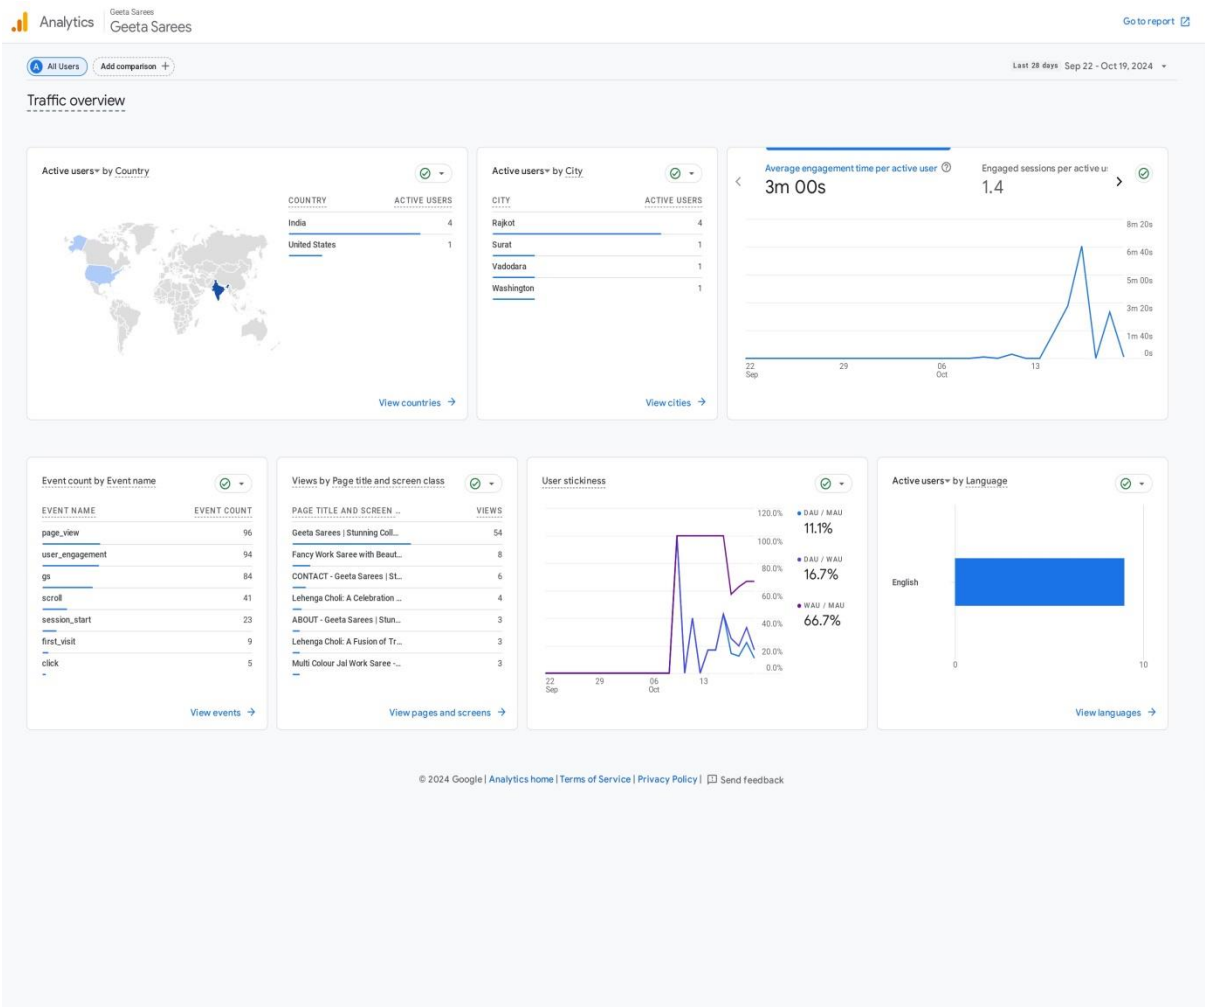 Analytics
Geeta Sarees
Geeta Sarees
Go to report
A All Users
Add comparison +
Last 28 days Sep 22 - Oct 19, 2024
Traffic overview
Active users by Country
COUNTRY ACTIVE USERS
India 4
United States 1
View countries →
Active users by City
CITY ACTIVE USERS
Rajkot 4
Surat 1
Vadodara 1
Washington 1
View cities →
Average engagement time per active user
3m 00s
Engaged sessions per active u
1.4
8m 20s
6m 40s
5m 00s
3m 20s
1m 40s
0s
22 29 06 13
Sep Oct
Event count by Event name
EVENT NAME EVENT COUNT
page_view 96
user_engagement 94
gs 84
scroll 41
session_start 23
first_visit 9
click 5
View events →
Views by Page title and screen class
PAGE TITLE AND SCREEN … VIEWS
Geeta Sarees | Stunning Coll… 54
Fancy Work Saree with Beaut… 8
CONTACT - Geeta Sarees | St… 6
Lehenga Choli: A Celebration … 4
ABOUT - Geeta Sarees | Stun… 3
Lehenga Choli: A Fusion of Tr… 3
Multi Colour Jal Work Saree -… 3
View pages and screens →
User stickiness
120.0%
100.0%
80.0%
60.0%
40.0%
20.0%
0.0%
22 29 06 13
Sep Oct
DAU / MAU
11.1%
DAU / WAU
16.7%
WAU / MAU
66.7%
Active users by Language
English
0 10
View languages →
© 2024 Google | Analytics home | Terms of Service | Privacy Policy | Send feedback